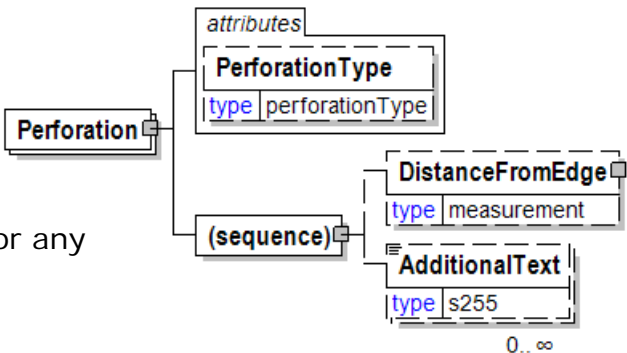 attributes
PerforationType
type perforationType
Perforation
DistanceFromEdge
type measurement
or any
(sequence)
AdditionalText
type s255
0..∞